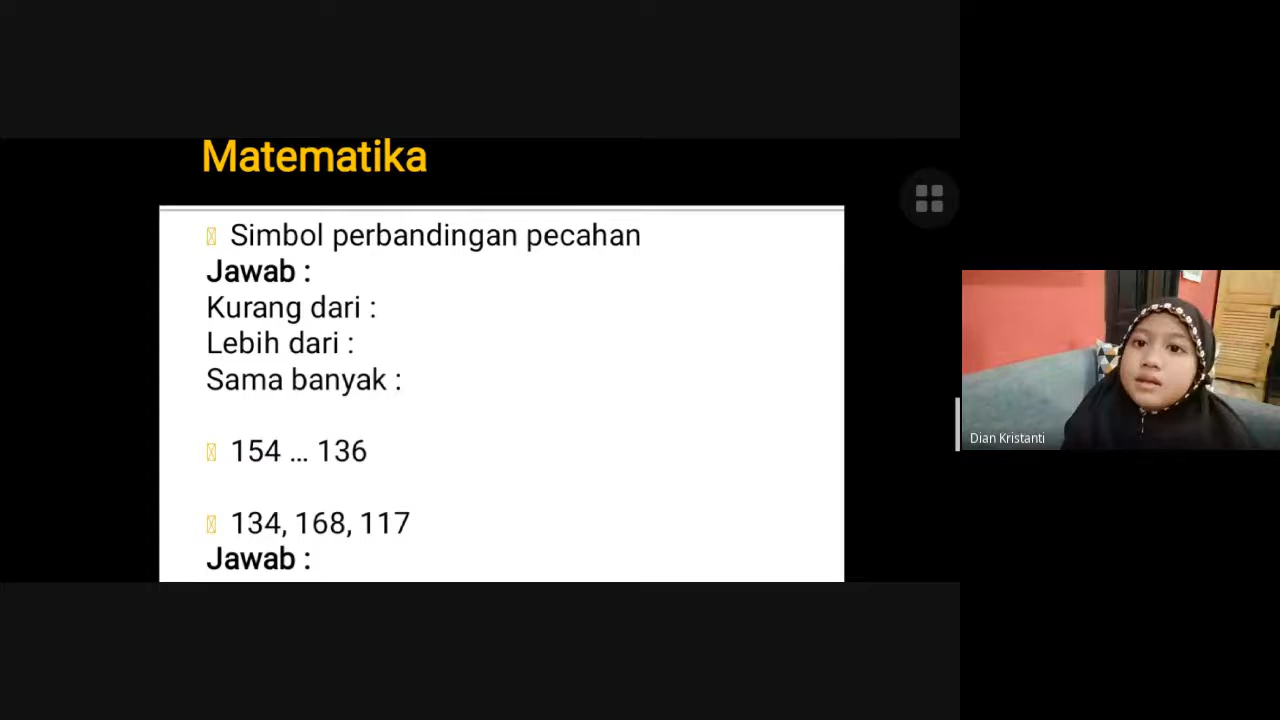 Matematika
Simbol perbandingan pecahan
Jawab :
Kurang dari :
Lebih dari :
Sama banyak :
154 ... 136
134, 168, 117
Jawab :
Dian Kristanti